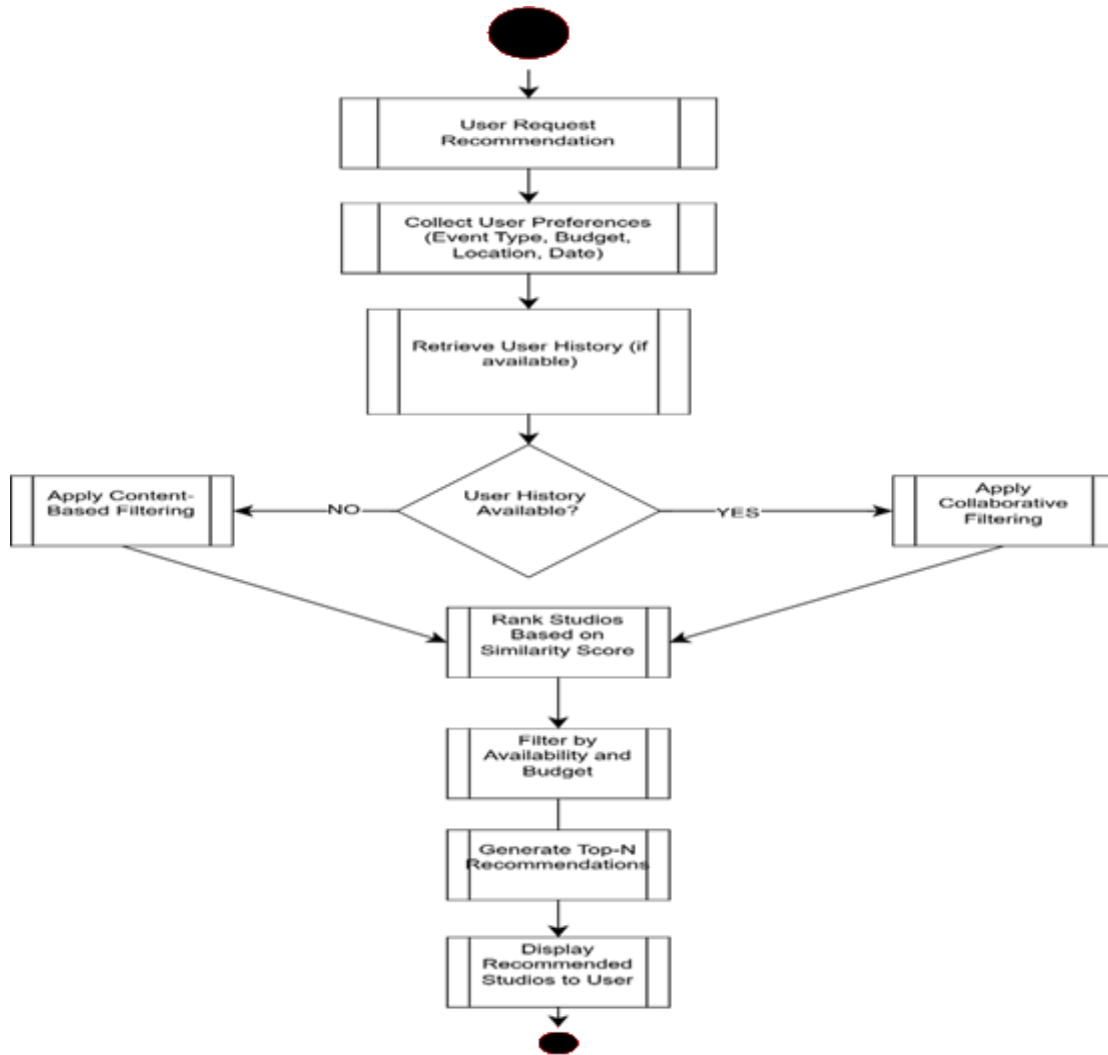 User Request
Recommendation
Collect User Preferences
(Event Type, Budget,
Location, Date)
Retrieve User History (if
available)
User History
Available?
NO
YES
Apply Content-
Based Filtering
Apply
Collaborative
Filtering
Rank Studios
Based on
Similarity Score
Filter by
Availability and
Budget
Generate Top-N
Recommendations
Display
Recommended
Studios to User